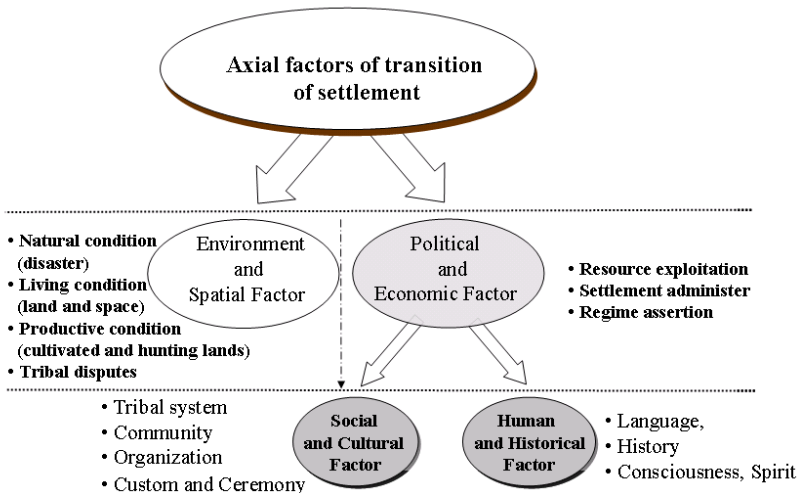 Axial factors of transition
of settlement
• Natural condition
(disaster)
• Living condition
(land and space)
• Productive condition
(cultivated and hunting lands)
• Tribal disputes
Environment
and
Spatial Factor
Political
and
Economic Factor
• Resource exploitation
• Settlement administer
• Regime assertion
• Tribal system
• Community
• Organization
• Custom and Ceremony
Social
and Cultural
Factor
Human
and Historical
Factor
• Language,
• History
• Consciousness, Spirit